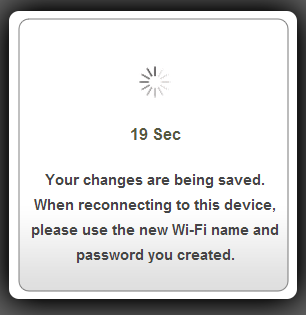 19 Sec
Your changes are being saved.
When reconnecting to this device,
please use the new Wi-Fi name and
password you created.